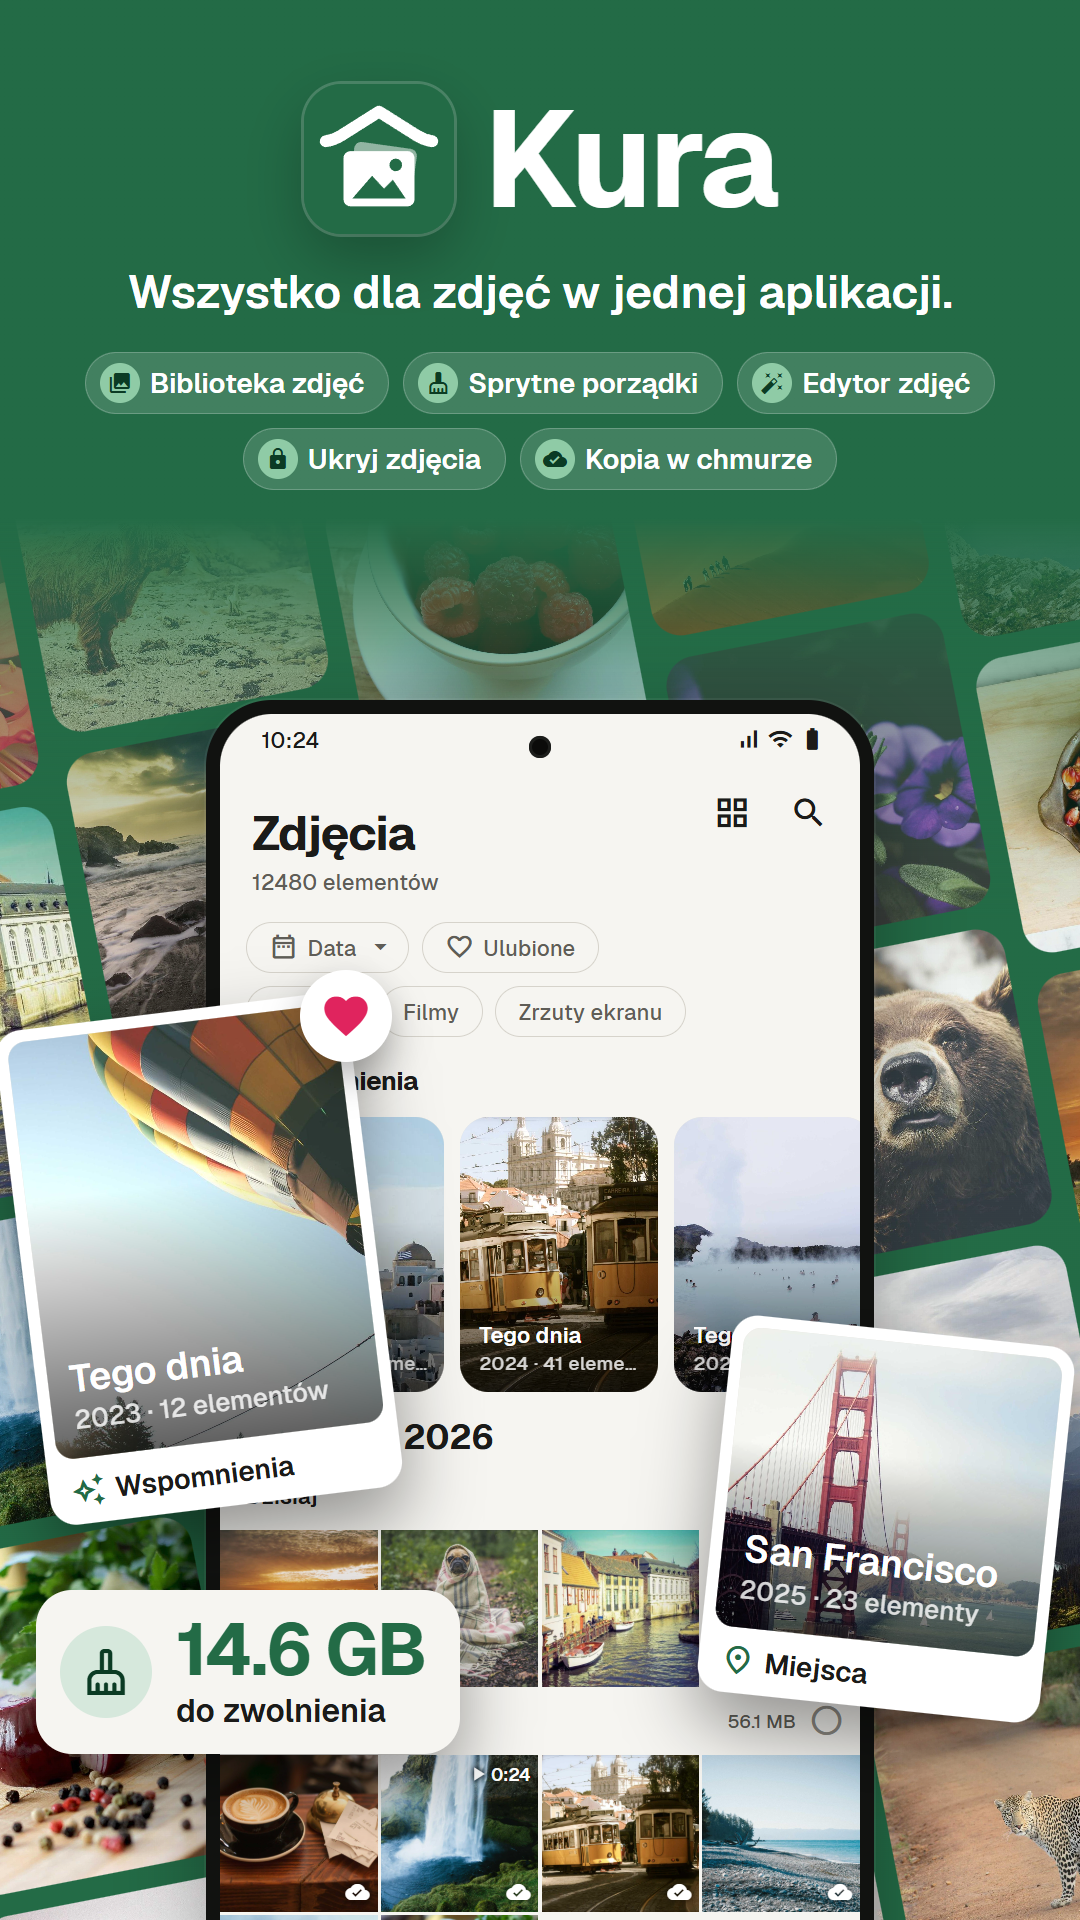 Kura
Wszystko dla zdjęć w jednej aplikacji.
Biblioteka zdjęć
Sprytne porządki
Edytor zdjęć
Ukryj zdjęcia
Kopia w chmurze
10:24
Zdjęcia
12480 elementów
Data
Ulubione
Filmy
Zrzuty ekranu
Tego dnia
2023 · 12 elementów
Wspomnienia
Tego dnia
2024 · 41 eleme...
2026
San Francisco
2025 · 23 elementy
Miejsca
14.6 GB
do zwolnienia
56.1 MB
0:24